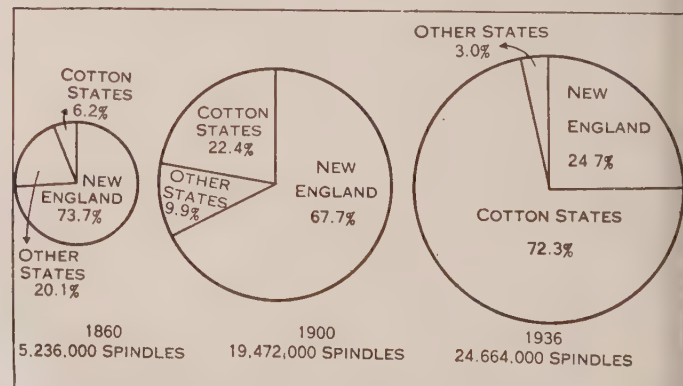 COTTON
STATES
6.2%
NEW
ENGLAND
73.7%
OTHER
STATES
20.1%
1860
5,236,000 SPINDLES
COTTON
STATES
22.4%
OTHER
STATES
9.9%
NEW
ENGLAND
67.7%
1900
19,472,000 SPINDLES
OTHER STATES
3.0%
NEW
ENGLAND
24.7%
COTTON STATES
72.3%
1936
24.664.000 SPINDLES